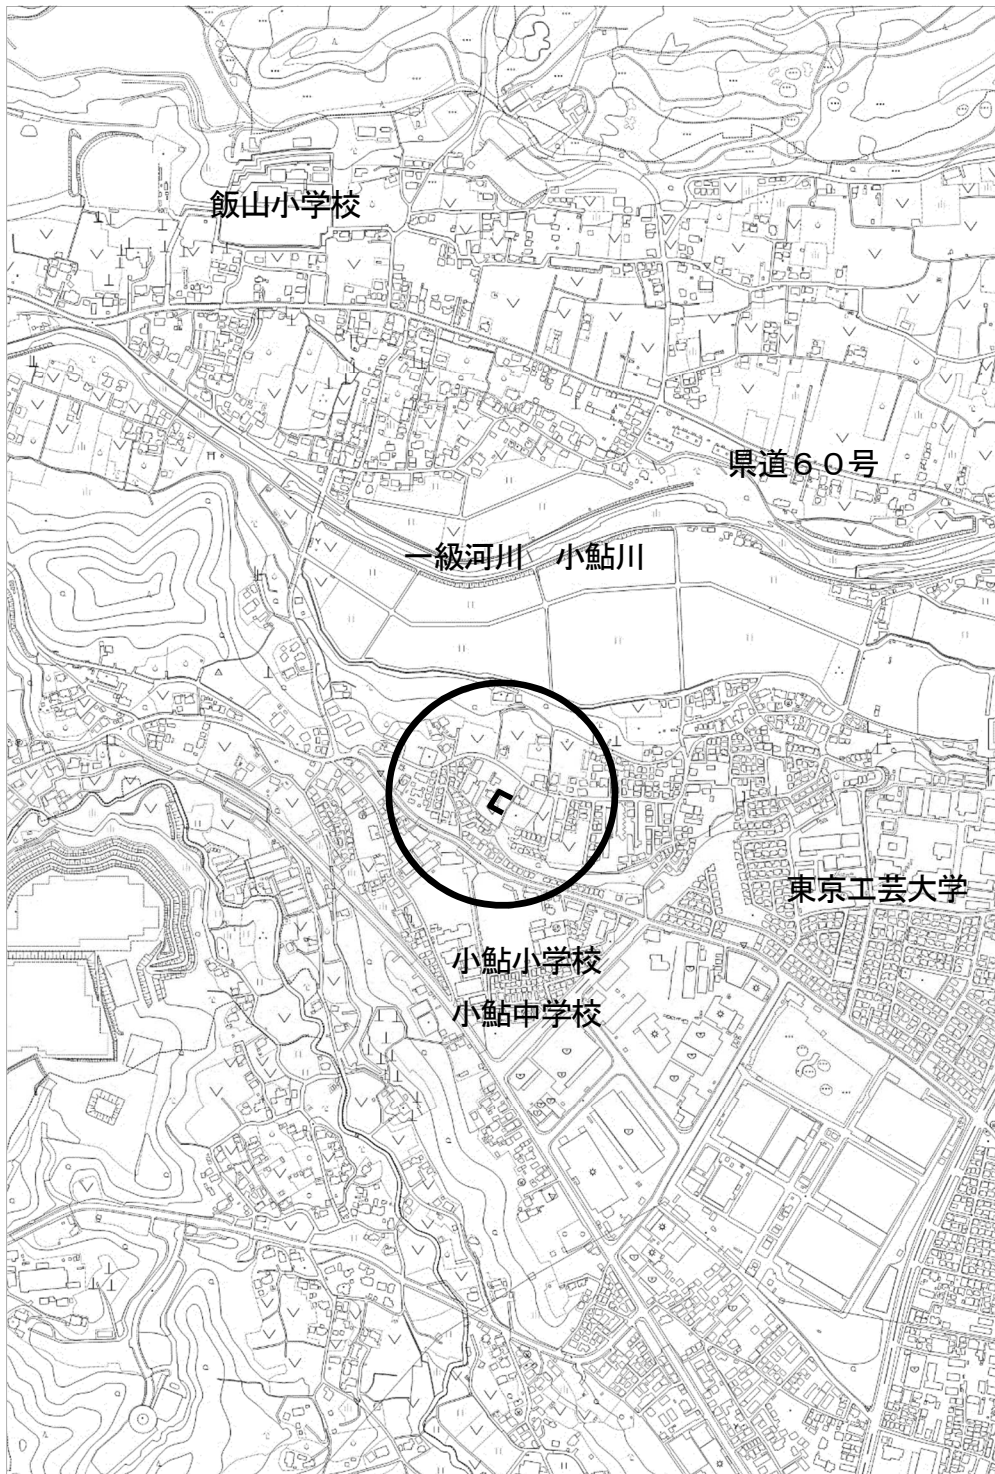 飯山小学校
県道６０号
一級河川　小鮎川
東京工芸大学
小鮎小学校
小鮎中学校